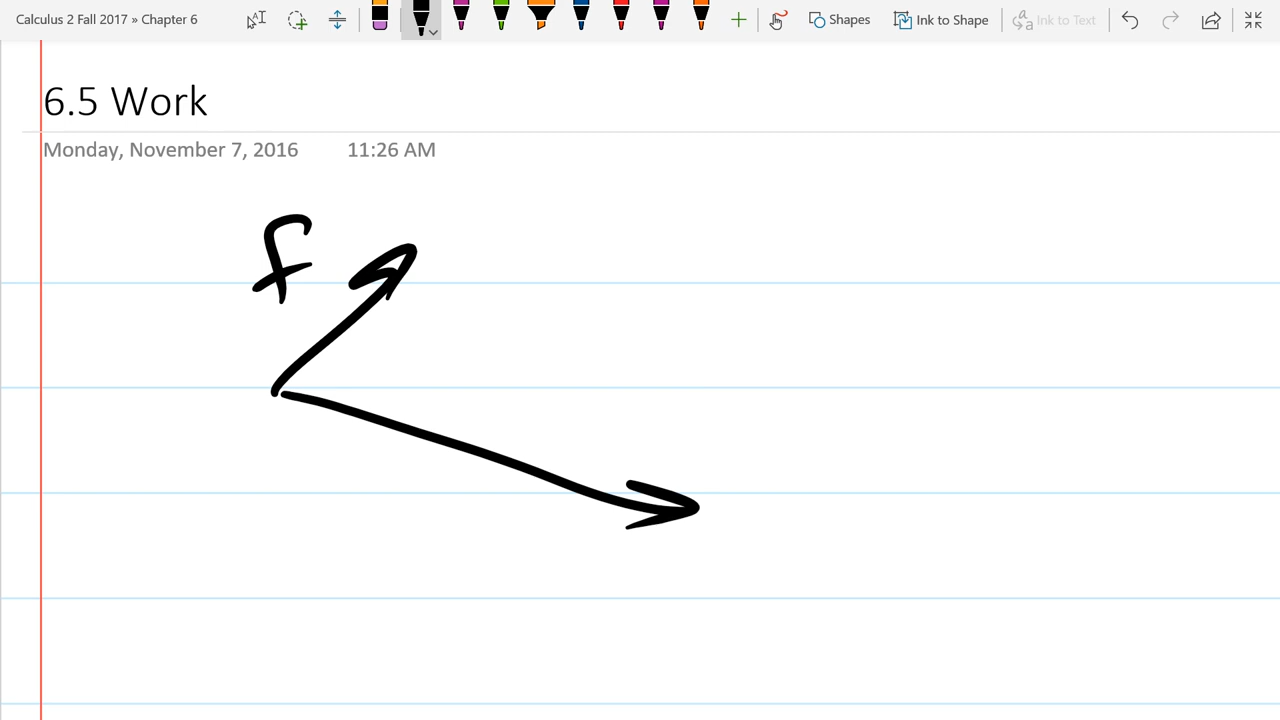 Calculus 2 Fall 2017 » Chapter 6
Shapes
Ink to Shape
Ink to Text
6.5 Work
Monday, November 7, 2016 11:26 AM
f